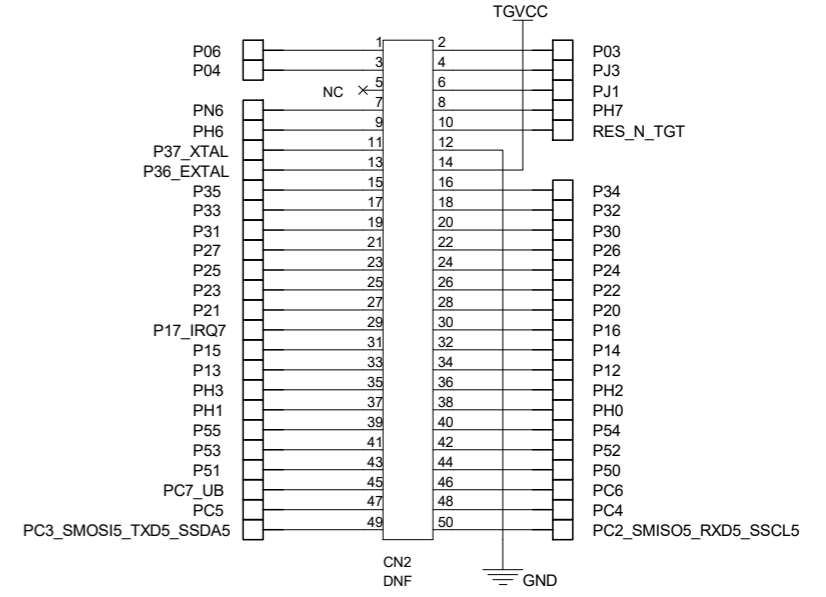 TGVCC
P06 1 2 P03
P04 3 4 PJ3
NC 5 6 PJ1
PN6 7 8 PH7
PH6 9 10 RES_N_TGT
P37_XTAL 11 12
P36_EXTAL 13 14
P35 15 16 P34
P33 17 18 P32
P31 19 20 P30
P27 21 22 P26
P25 23 24 P24
P23 25 26 P22
P21 27 28 P20
P17_IRQ7 29 30 P16
P15 31 32 P14
P13 33 34 P12
PH3 35 36 PH2
PH1 37 38 PH0
P55 39 40 P54
P53 41 42 P52
P51 43 44 P50
PC7_UB 45 46 PC6
PC5 47 48 PC4
PC3_SMOSI5_TXD5_SSDA5 49 50 PC2_SMISO5_RXD5_SSCL5
CN2
DNF GND